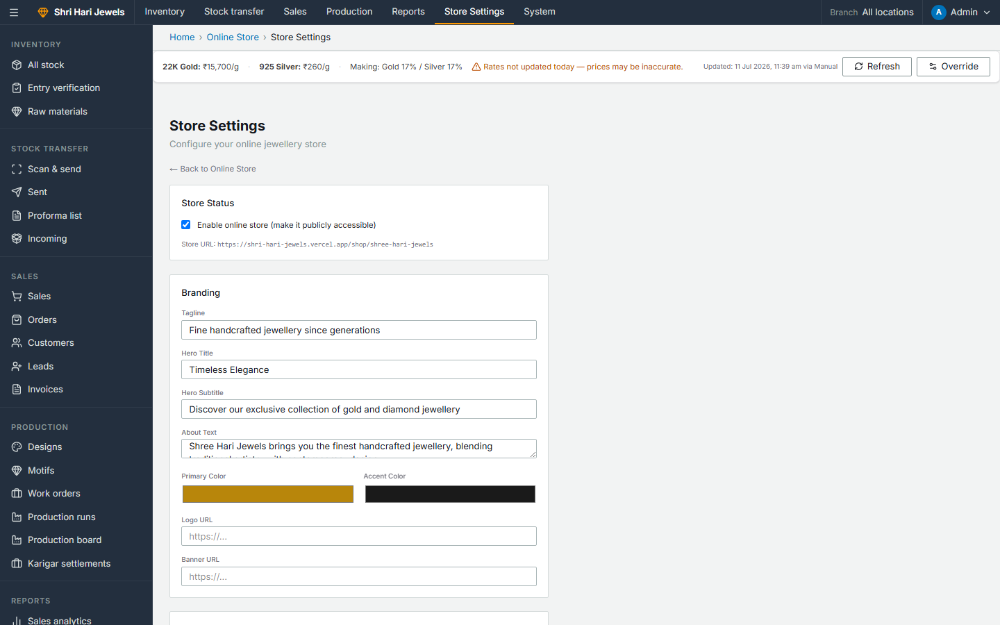 Shri Hari Jewels
Inventory
Stock transfer
Sales
Production
Reports
Store Settings
System
Branch All locations
A Admin
INVENTORY
All stock
Entry verification
Raw materials
STOCK TRANSFER
Scan & send
Sent
Proforma list
Incoming
SALES
Sales
Orders
Customers
Leads
Invoices
PRODUCTION
Designs
Motifs
Work orders
Production runs
Production board
Karigar settlements
REPORTS
Sales analytics
Home › Online Store › Store Settings
22K Gold: ₹15,700/g · 925 Silver: ₹260/g · Making: Gold 17% / Silver 17% Rates not updated today — prices may be inaccurate. Updated: 11 Jul 2026, 11:39 am via Manual Refresh Override
Store Settings
Configure your online jewellery store
← Back to Online Store
Store Status
Enable online store (make it publicly accessible)
Store URL: https://shri-hari-jewels.vercel.app/shop/shree-hari-jewels
Branding
Tagline
Fine handcrafted jewellery since generations
Hero Title
Timeless Elegance
Hero Subtitle
Discover our exclusive collection of gold and diamond jewellery
About Text
Shree Hari Jewels brings you the finest handcrafted jewellery, blending
Primary Color
Accent Color
Logo URL
https://...
Banner URL
https://...